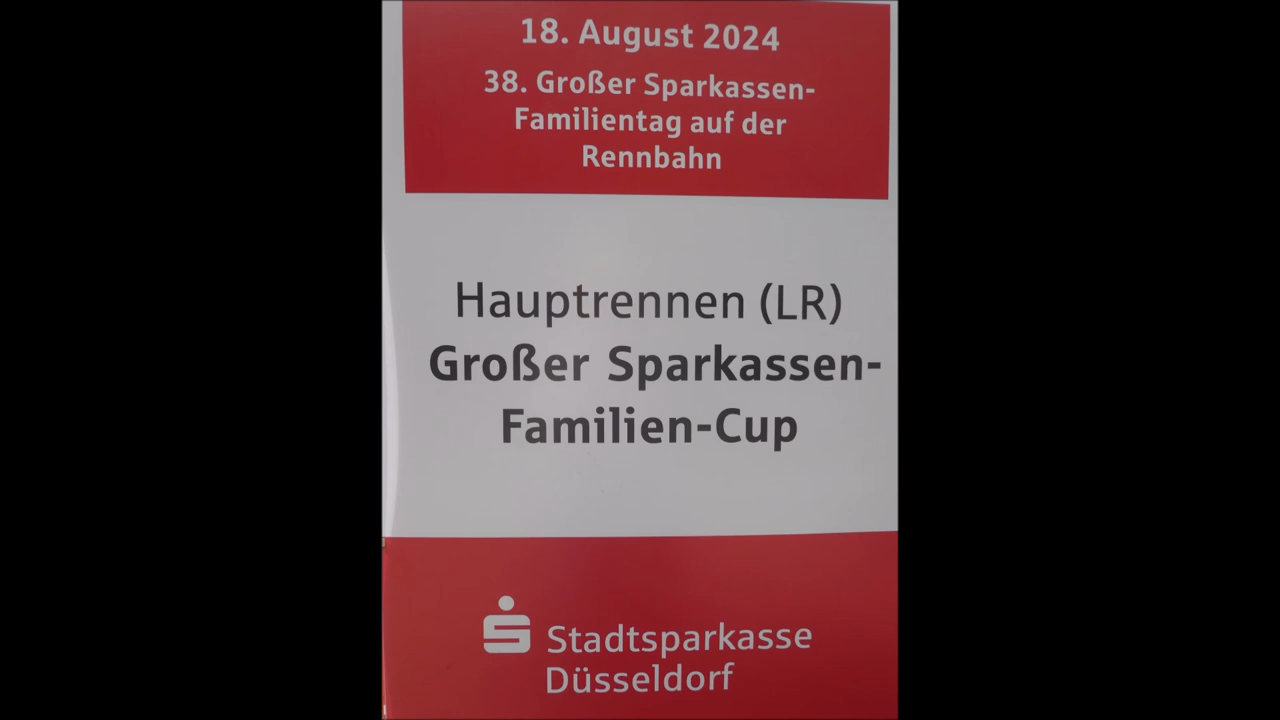 18. August 2024
38. Großer Sparkassen-
Familientag auf der
Rennbahn
Hauptrennen (LR)
Großer Sparkassen-
Familien-Cup
Stadtsparkasse
Düsseldorf